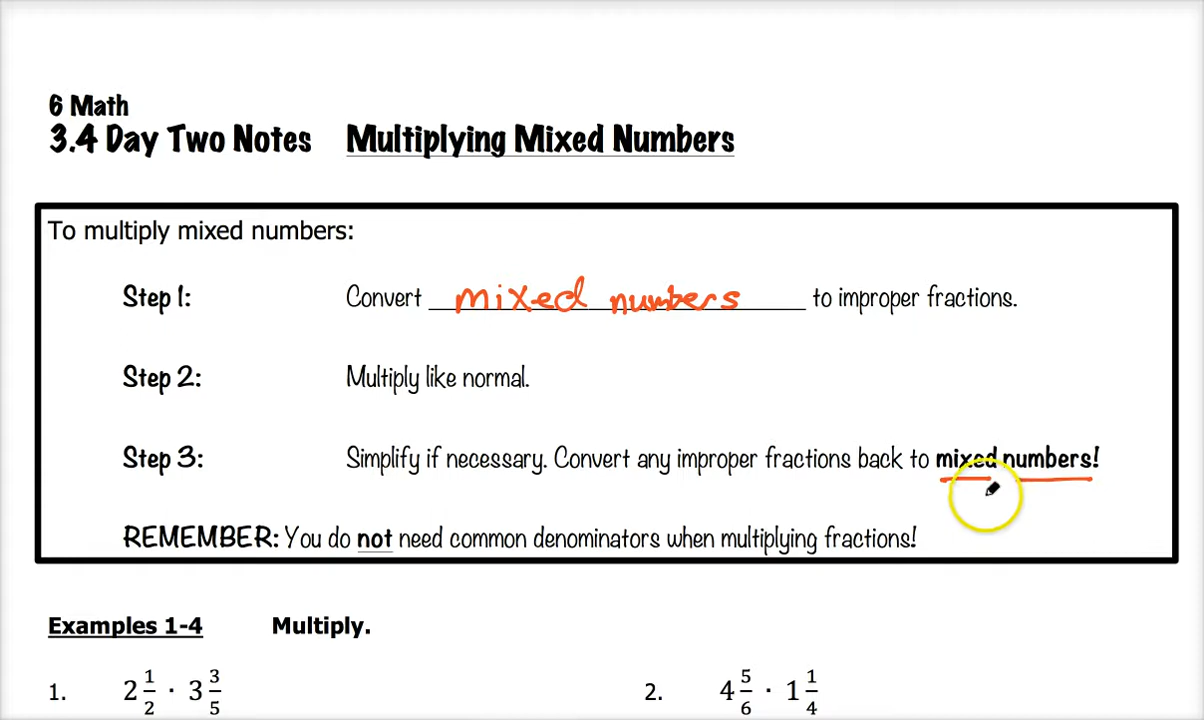 6 Math
3.4 Day Two Notes Multiplying Mixed Numbers
To multiply mixed numbers:
Step 1: Convert mixed numbers to improper fractions.
Step 2: Multiply like normal.
Step 3: Simplify if necessary. Convert any improper fractions back to mixed numbers!
REMEMBER: You do not need common denominators when multiplying fractions!
Examples 1-4 Multiply.
1. 2 1/2 · 3 3/5 2. 4 5/6 · 1 1/4